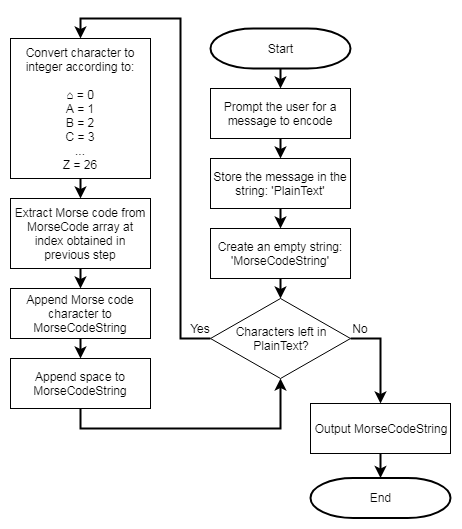 Start
Prompt the user for a
message to encode
Store the message in the
string: 'PlainText'
Create an empty string:
'MorseCodeString'
Characters left in
PlainText?
Yes
No
Convert character to
integer according to:
⌂ = 0
A = 1
B = 2
C = 3
...
Z = 26
Extract Morse code from
MorseCode array at
index obtained in
previous step
Append Morse code
character to
MorseCodeString
Append space to
MorseCodeString
Output MorseCodeString
End